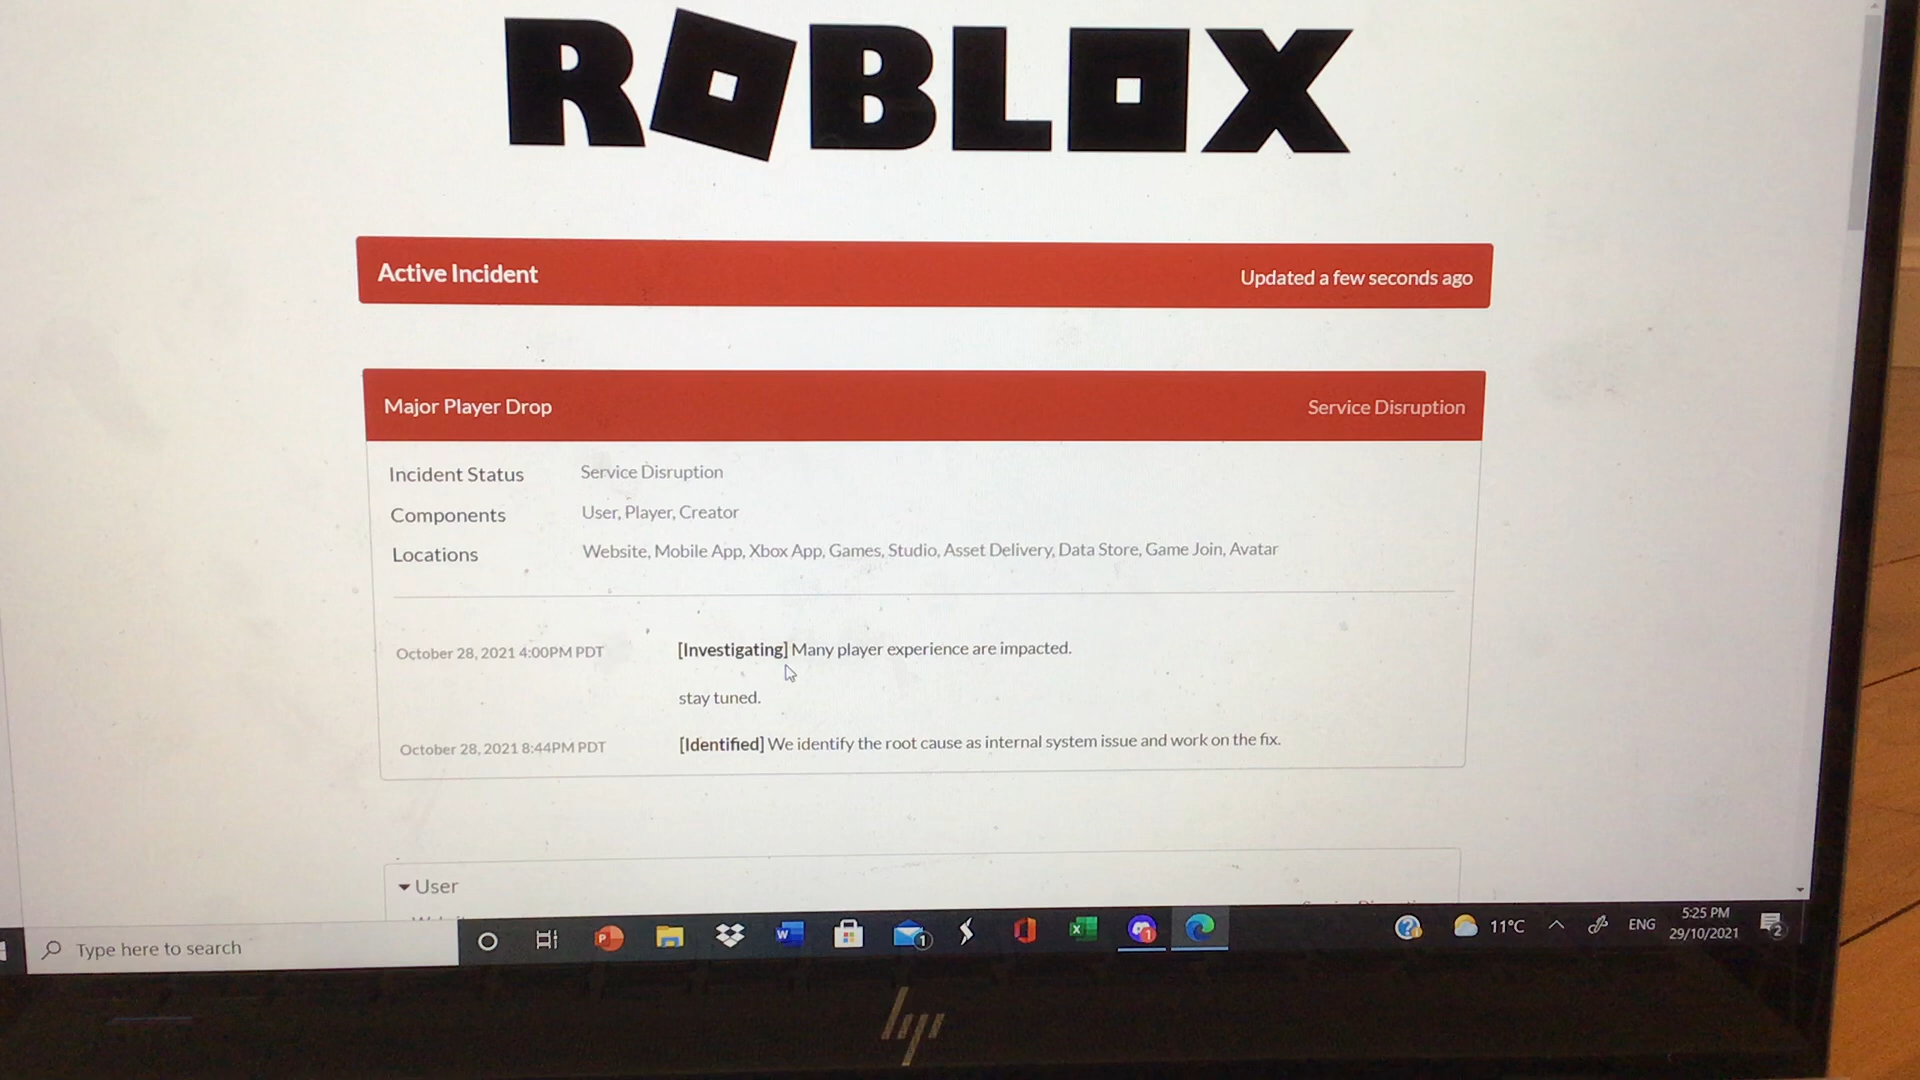 ROBLOX
Active Incident
Updated a few seconds ago
Major Player Drop
Service Disruption
Incident Status
Service Disruption
Components
User, Player, Creator
Locations
Website, Mobile App, Xbox App, Games, Studio, Asset Delivery, Data Store, Game Join, Avatar
October 28, 2021 4:00PM PDT
[Investigating] Many player experience are impacted.
stay tuned.
October 28, 2021 8:44PM PDT
[Identified] We identify the root cause as internal system issue and work on the fix.
User
Type here to search
1
1
11°C
ENG
5:25 PM
29/10/2021
2
hp